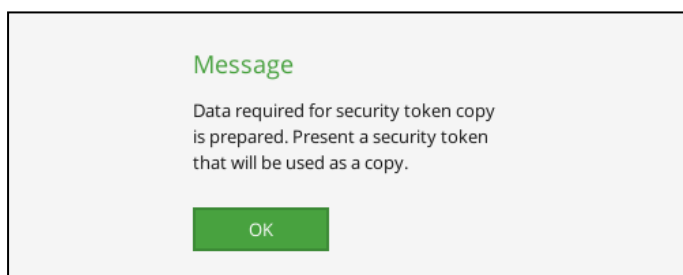 Message
Data required for security token copy
is prepared. Present a security token
that will be used as a copy.
OK